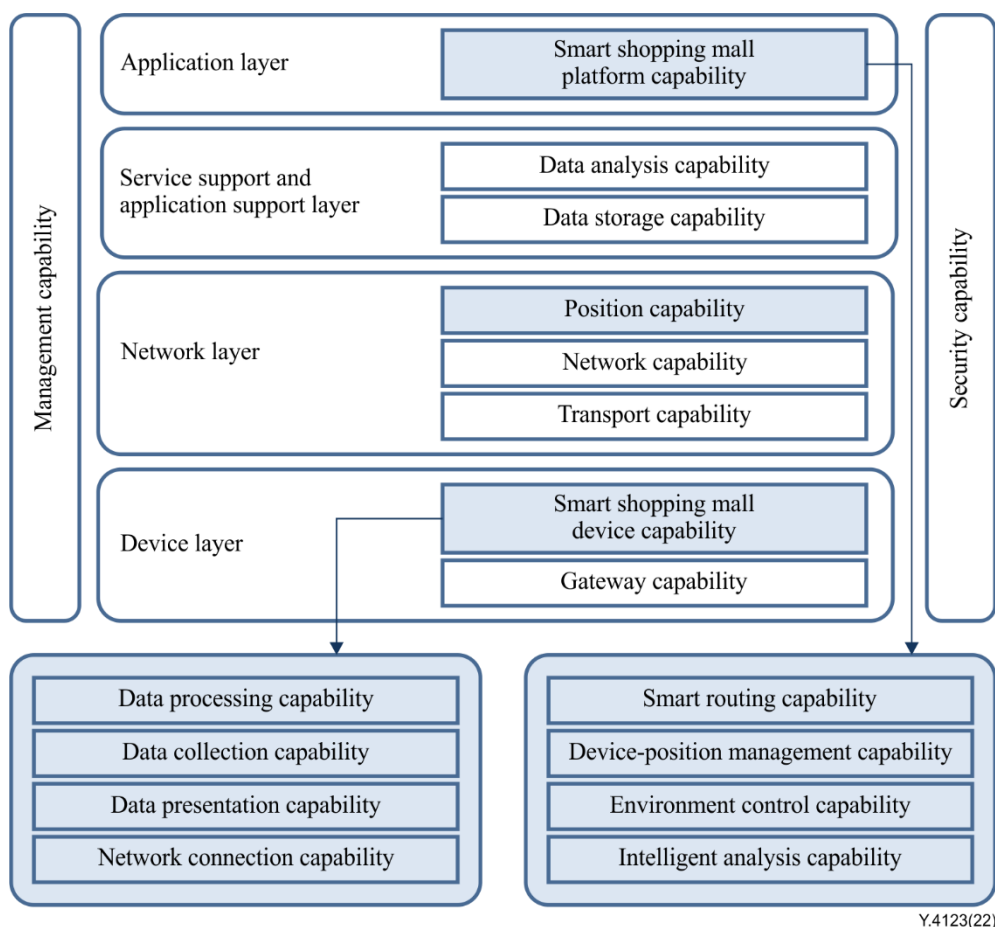 Management capability
Application layer
Smart shopping mall
platform capability
Service support and
application support layer
Data analysis capability
Data storage capability
Network layer
Position capability
Network capability
Transport capability
Device layer
Smart shopping mall
device capability
Gateway capability
Security capability
Data processing capability
Data collection capability
Data presentation capability
Network connection capability
Smart routing capability
Device-position management capability
Environment control capability
Intelligent analysis capability
Y.4123(22)